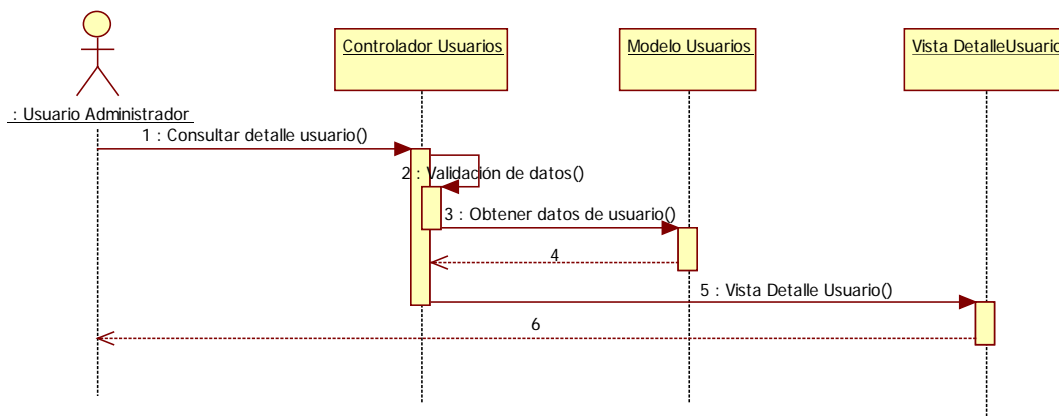 Controlador Usuarios
Modelo Usuarios
Vista DetalleUsuario
: Usuario Administrador
1 : Consultar detalle usuario()
2 : Validación de datos()
3 : Obtener datos de usuario()
4
5 : Vista Detalle Usuario()
6